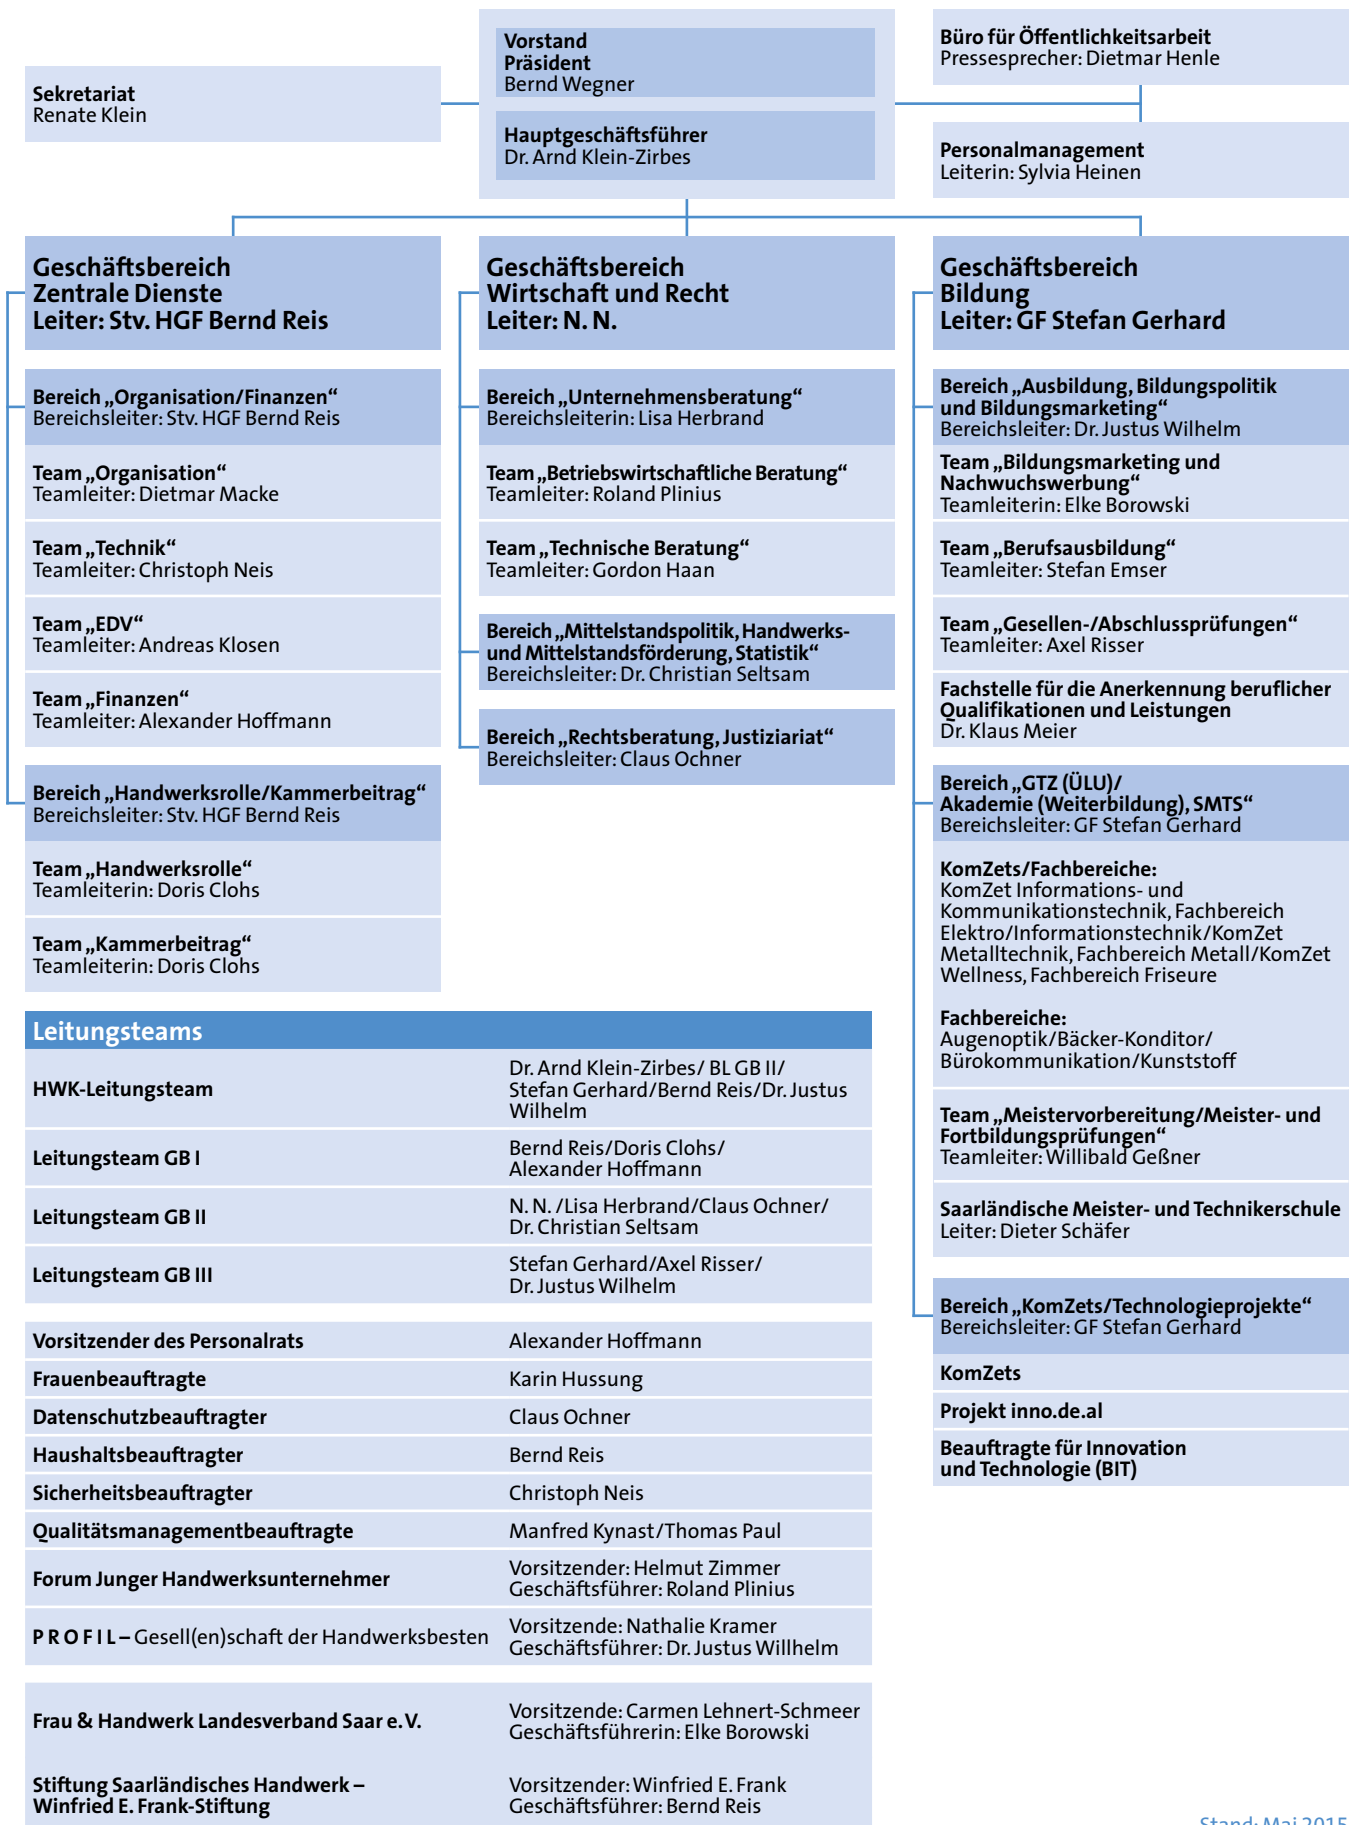 Vorstand
Präsident
Bernd Wegner
Hauptgeschäftsführer
Dr. Arnd Klein-Zirbes
Sekretariat
Renate Klein
Büro für Öffentlichkeitsarbeit
Pressesprecher: Dietmar Henle
Personalmanagement
Leiterin: Sylvia Heinen
Geschäftsbereich
Zentrale Dienste
Leiter: Stv. HGF Bernd Reis
Bereich „Organisation/Finanzen“
Bereichsleiter: Stv. HGF Bernd Reis
Team „Organisation“
Teamleiter: Dietmar Macke
Team „Technik“
Teamleiter: Christoph Neis
Team „EDV“
Teamleiter: Andreas Klosen
Team „Finanzen“
Teamleiter: Alexander Hoffmann
Bereich „Handwerksrolle/Kammerbeitrag“
Bereichsleiter: Stv. HGF Bernd Reis
Team „Handwerksrolle“
Teamleiterin: Doris Clohs
Team „Kammerbeitrag“
Teamleiterin: Doris Clohs
Geschäftsbereich
Wirtschaft und Recht
Leiter: N. N.
Bereich „Unternehmensberatung“
Bereichsleiterin: Lisa Herbrand
Team „Betriebswirtschaftliche Beratung“
Teamleiter: Roland Plinius
Team „Technische Beratung“
Teamleiter: Gordon Haan
Bereich „Mittelstandspolitik, Handwerks-
und Mittelstandsförderung, Statistik“
Bereichsleiter: Dr. Christian Seltsam
Bereich „Rechtsberatung, Justiziariat“
Bereichsleiter: Claus Ochner
Geschäftsbereich
Bildung
Leiter: GF Stefan Gerhard
Bereich „Ausbildung, Bildungspolitik
und Bildungsmarketing“
Bereichsleiter: Dr. Justus Wilhelm
Team „Bildungsmarketing und
Nachwuchswerbung“
Teamleiterin: Elke Borowski
Team „Berufsausbildung“
Teamleiter: Stefan Emser
Team „Gesellen-/Abschlussprüfungen“
Teamleiter: Axel Risser
Fachstelle für die Anerkennung beruflicher
Qualifikationen und Leistungen
Dr. Klaus Meier
Bereich „GTZ (ÜLU)/
Akademie (Weiterbildung), SMTS“
Bereichsleiter: GF Stefan Gerhard
KomZets/Fachbereiche:
KomZet Informations- und
Kommunikationstechnik, Fachbereich
Elektro/Informationstechnik/KomZet
Metalltechnik, Fachbereich Metall/KomZet
Wellness, Fachbereich Friseure
Fachbereiche:
Augenoptik/Bäcker-Konditor/
Bürokommunikation/Kunststoff
Team „Meistervorbereitung/Meister- und
Fortbildungsprüfungen“
Teamleiter: Willibald Geßner
Saarländische Meister- und Technikerschule
Leiter: Dieter Schäfer
Bereich „KomZets/Technologieprojekte“
Bereichsleiter: GF Stefan Gerhard
KomZets
Projekt inno.de.al
Beauftragte für Innovation
und Technologie (BIT)
Leitungsteams
HWK-Leitungsteam
Dr. Arnd Klein-Zirbes/ BL GB II/
Stefan Gerhard/Bernd Reis/Dr. Justus
Wilhelm
Leitungsteam GB I
Bernd Reis/Doris Clohs/
Alexander Hoffmann
Leitungsteam GB II
N. N. /Lisa Herbrand/Claus Ochner/
Dr. Christian Seltsam
Leitungsteam GB III
Stefan Gerhard/Axel Risser/
Dr. Justus Wilhelm
Vorsitzender des Personalrats Alexander Hoffmann
Frauenbeauftragte Karin Hussung
Datenschutzbeauftragter Claus Ochner
Haushaltsbeauftragter Bernd Reis
Sicherheitsbeauftragter Christoph Neis
Qualitätsmanagementbeauftragte Manfred Kynast/Thomas Paul
Forum Junger Handwerksunternehmer
Vorsitzender: Helmut Zimmer
Geschäftsführer: Roland Plinius
P R O F I L – Gesell(en)schaft der Handwerksbesten
Vorsitzende: Nathalie Kramer
Geschäftsführer: Dr. Justus Willhelm
Frau & Handwerk Landesverband Saar e. V.
Vorsitzende: Carmen Lehnert-Schmeer
Geschäftsführerin: Elke Borowski
Stiftung Saarländisches Handwerk –
Winfried E. Frank-Stiftung
Vorsitzender: Winfried E. Frank
Geschäftsführer: Bernd Reis
Stand: Mai 2015